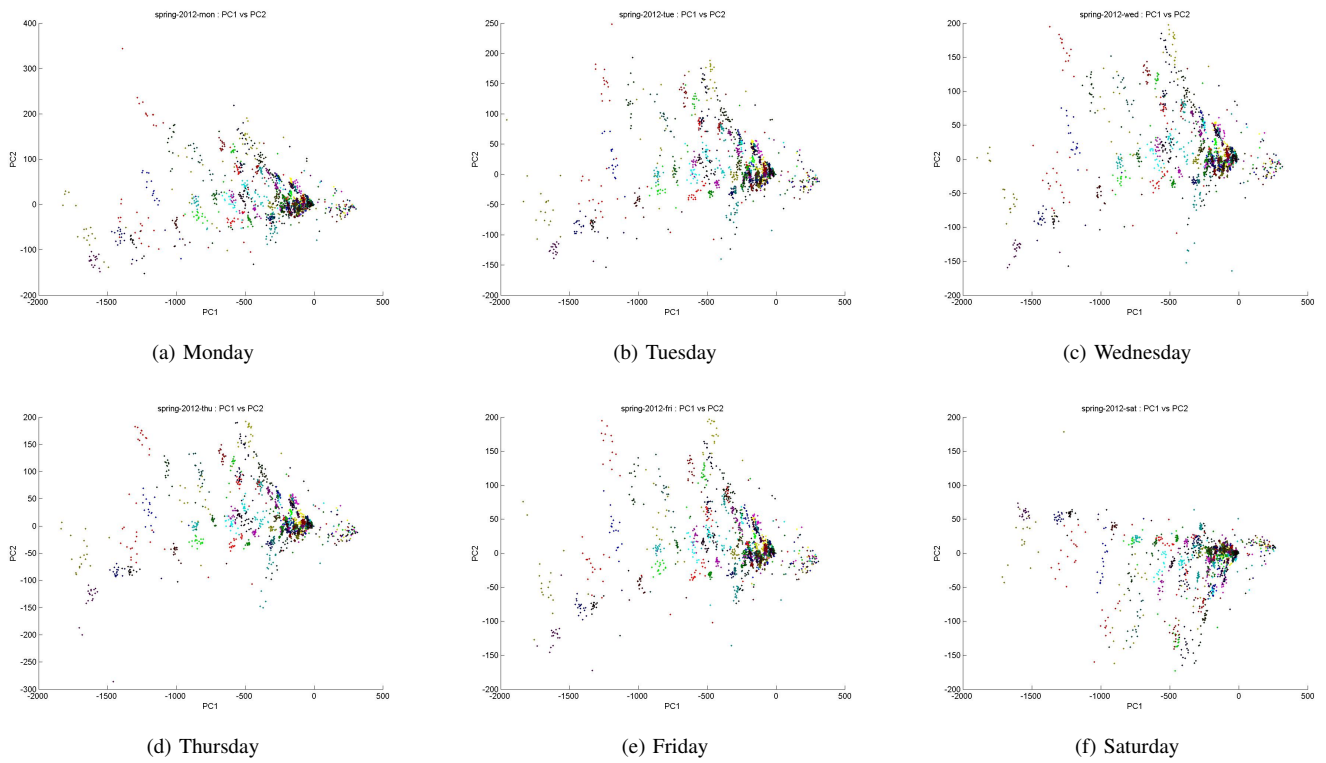 spring-2012-mon : PC1 vs PC2
400
300
200
100
0
-100
-200
PC2
-2000 -1500 -1000 -500 0 500
PC1
(a) Monday
spring-2012-tue : PC1 vs PC2
250
200
150
100
50
0
-50
-100
-150
-200
PC2
-2000 -1500 -1000 -500 0 500
PC1
(b) Tuesday
spring-2012-wed : PC1 vs PC2
200
150
100
50
0
-50
-100
-150
-200
PC2
-2000 -1500 -1000 -500 0 500
PC1
(c) Wednesday
spring-2012-thu : PC1 vs PC2
200
150
100
50
0
-50
-100
-150
-200
-250
-300
PC2
-2000 -1500 -1000 -500 0 500
PC1
(d) Thursday
spring-2012-fri : PC1 vs PC2
200
150
100
50
0
-50
-100
-150
-200
PC2
-2000 -1500 -1000 -500 0 500
PC1
(e) Friday
spring-2012-sat : PC1 vs PC2
200
150
100
50
0
-50
-100
-150
-200
PC2
-2000 -1500 -1000 -500 0 500
PC1
(f) Saturday